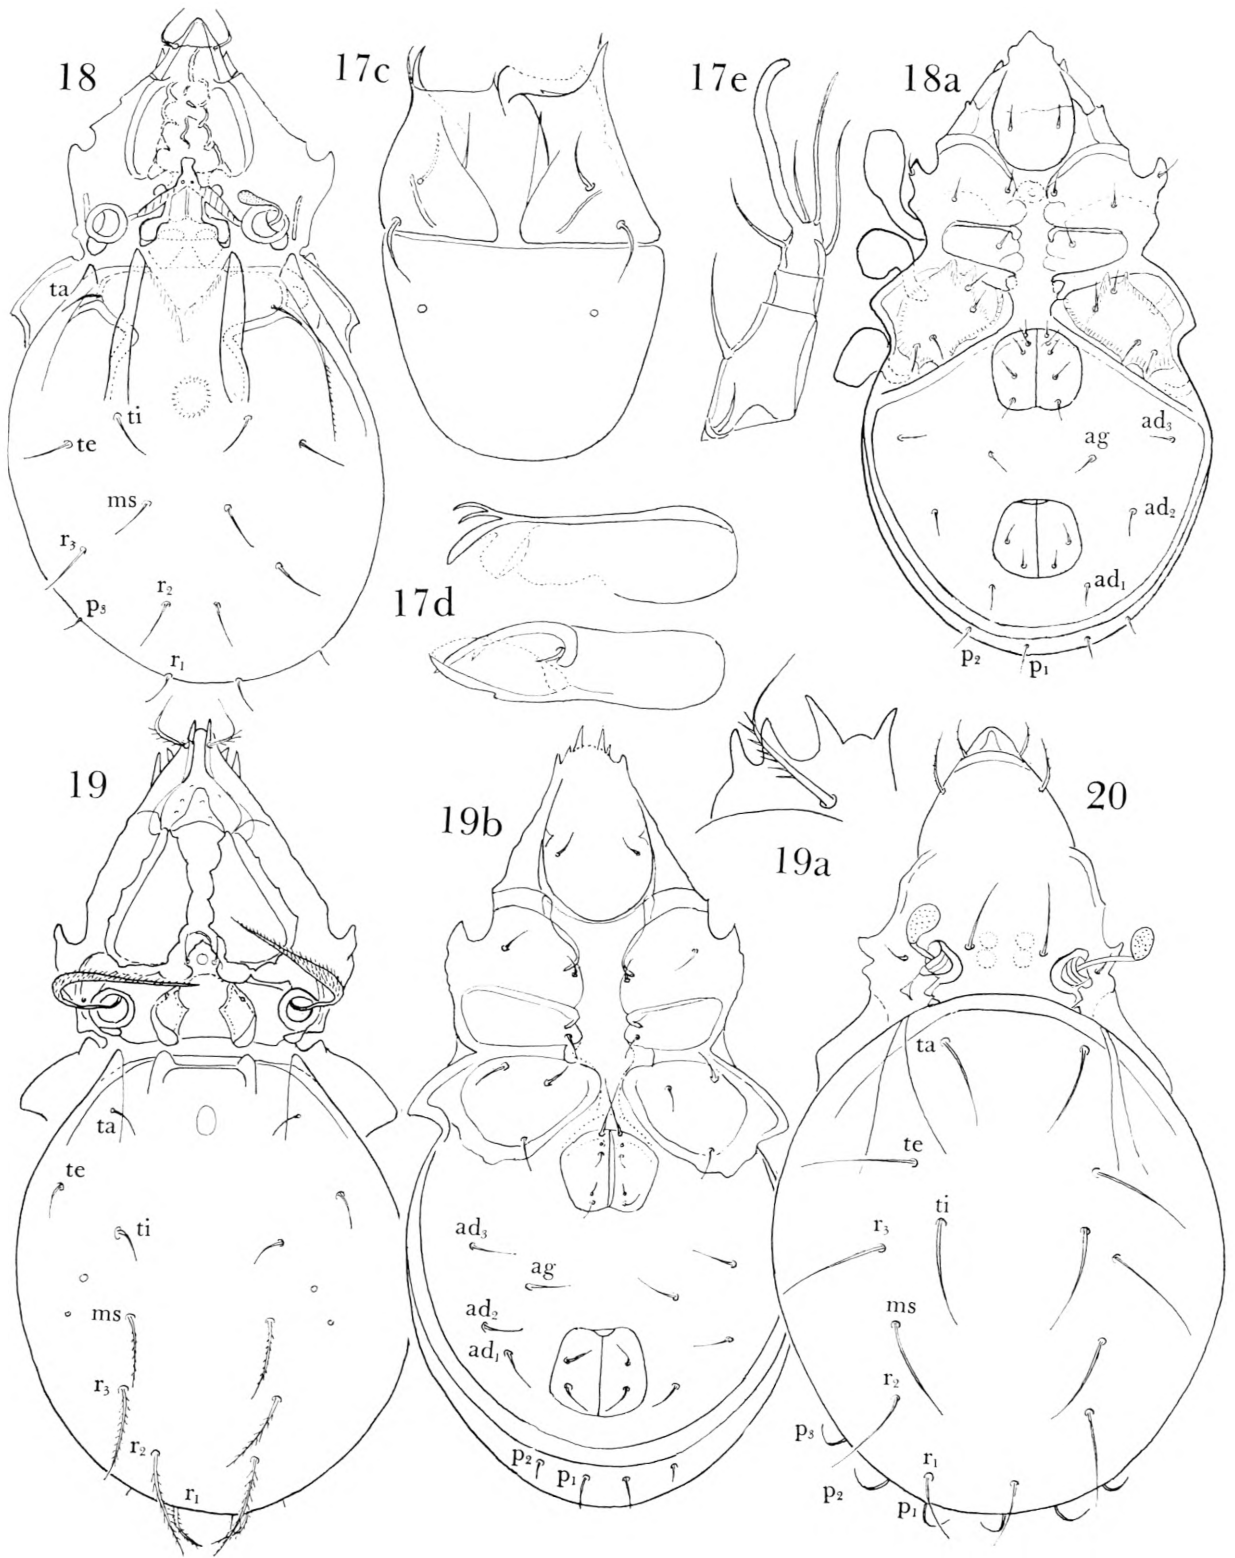 18
17c
17e
18a
ta
ti
te
ms
r₃
r₂
p₃
r₁
ad₃
ag
ad₂
ad₁
p₂
p₁
17d
19
19b
19a
20
ta
te
ti
ms
r₃
r₂
r₁
ad₃
ag
ad₂
ad₁
p₂
p₁
ta
te
ti
r₃
ms
r₂
p₃
r₁
p₂
p₁